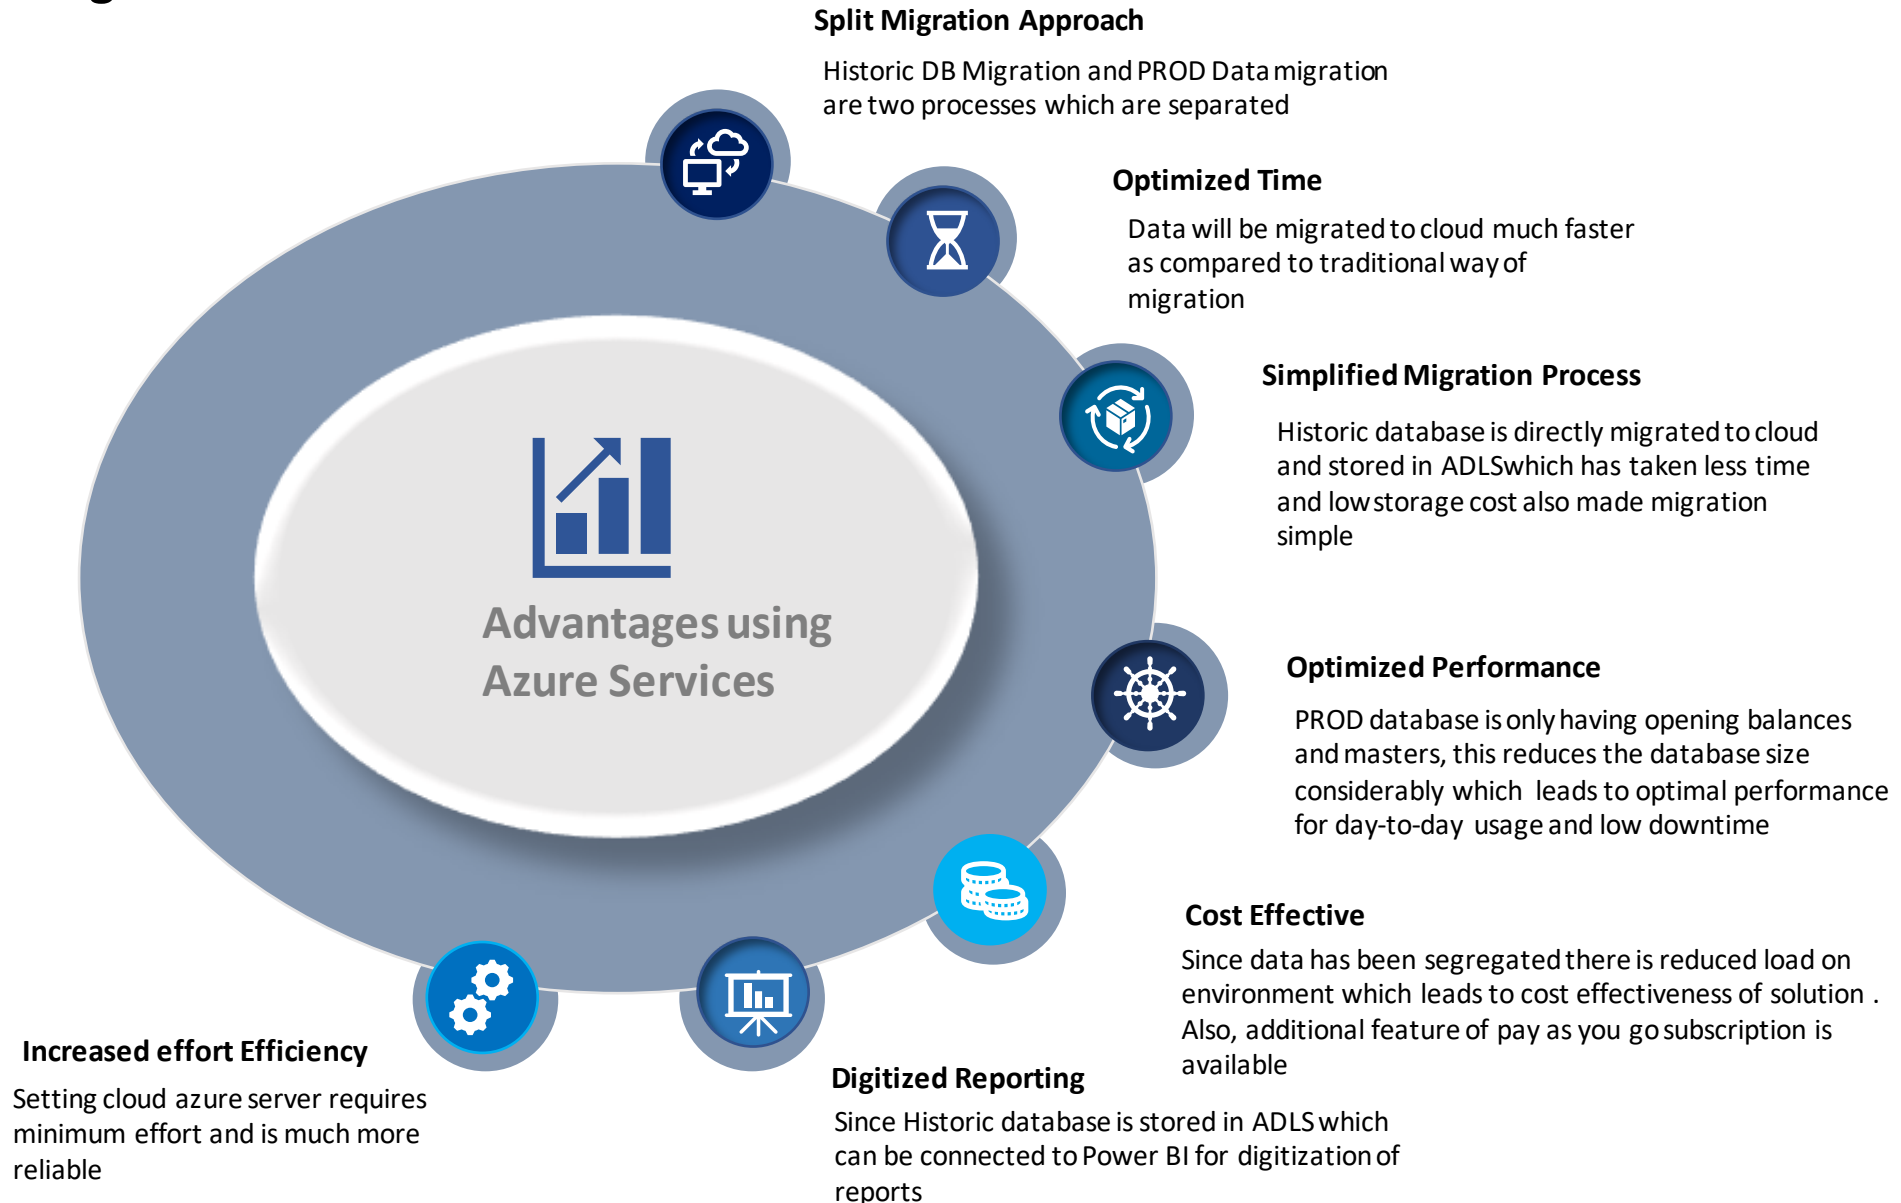 Split Migration Approach
Historic DB Migration and PROD Data migration
are two processes which are separated
Optimized Time
Data will be migrated to cloud much faster
as compared to traditional way of
migration
Simplified Migration Process
Historic database is directly migrated to cloud
and stored in ADLSwhich has taken less time
and low storage cost also made migration
simple
Advantages using
Azure Services
Optimized Performance
PROD database is only having opening balances
and masters, this reduces the database size
considerably which leads to optimal performance
for day-to-day usage and low downtime
Cost Effective
Since data has been segregated there is reduced load on
environment which leads to cost effectiveness of solution .
Also, additional feature of pay as you go subscription is
available
Digitized Reporting
Since Historic database is stored in ADLS which
can be connected to Power BI for digitization of
reports
Increased effort Efficiency
Setting cloud azure server requires
minimum effort and is much more
reliable